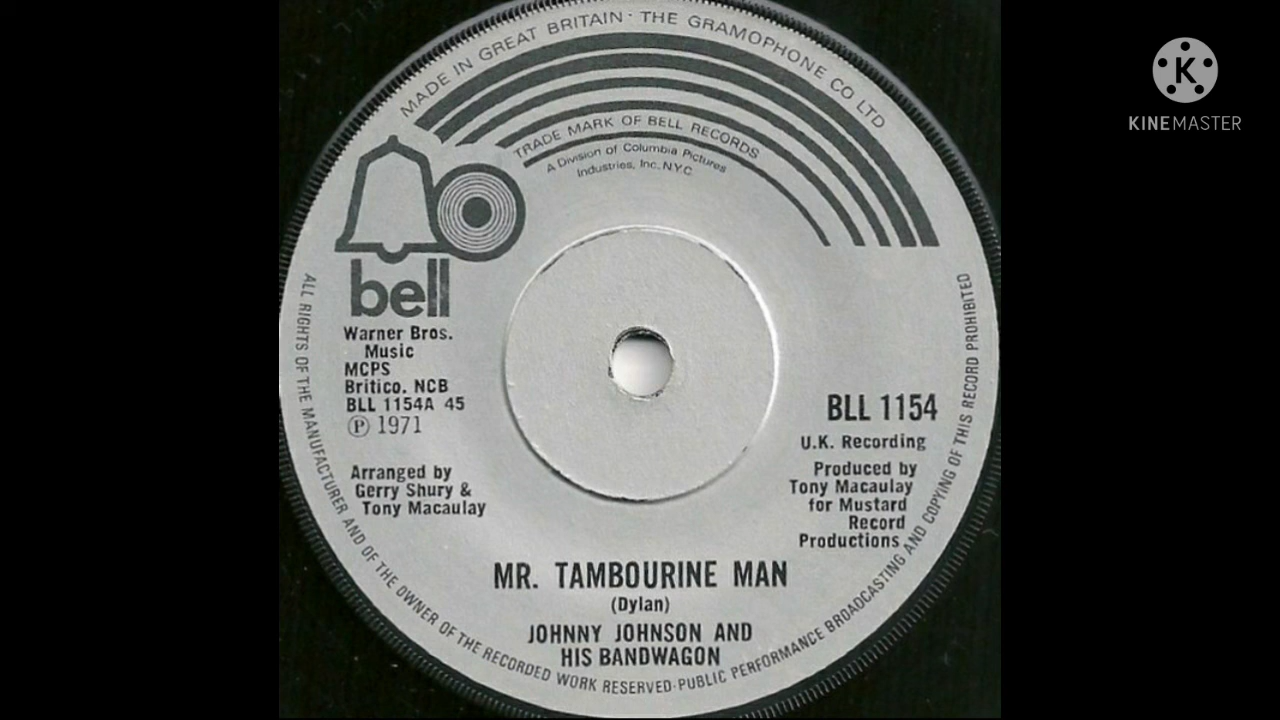 MADE IN GREAT BRITAIN · THE GRAMOPHONE CO LTD
TRADE MARK OF BELL RECORDS
A Division of Columbia Pictures
Industries, Inc. N.Y.C.
K
KINEMASTER
bell
Warner Bros.
Music
MCPS
Britico. NCB
BLL 1154A 45
Ⓟ 1971
Arranged by
Gerry Shury &
Tony Macaulay
BLL 1154
U.K. Recording
Produced by
Tony Macaulay
for Mustard
Record
Productions
MR. TAMBOURINE MAN
(Dylan)
JOHNNY JOHNSON AND
HIS BANDWAGON
ALL RIGHTS OF THE MANUFACTURER AND OF THE OWNER OF THE RECORDED WORK RESERVED·PUBLIC PERFORMANCE BROADCASTING AND COPYING OF THIS RECORD PROHIBITED